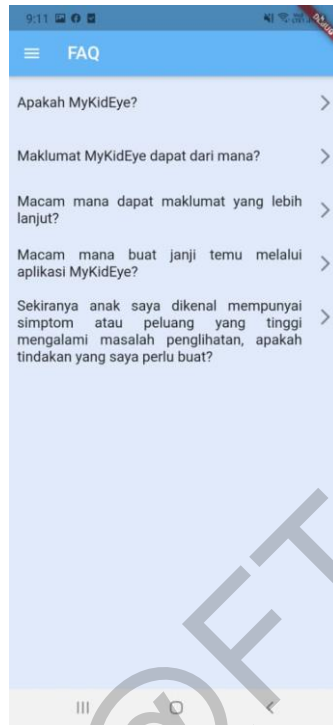 9:11
FAQ
Apakah MyKidEye?
Maklumat MyKidEye dapat dari mana?
Macam mana dapat maklumat yang lebih
lanjut?
Macam mana buat janji temu melalui
aplikasi MyKidEye?
Sekiranya anak saya dikenal mempunyai
simptom atau peluang yang tinggi
mengalami masalah penglihatan, apakah
tindakan yang saya perlu buat?
@FT